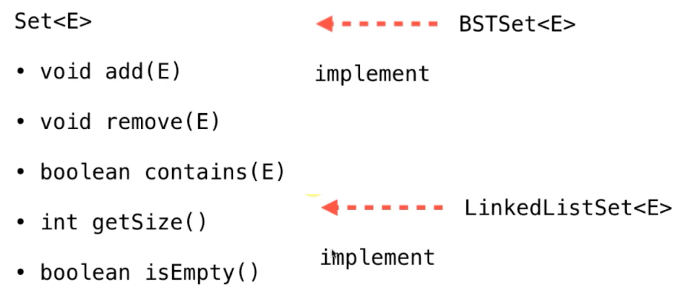 Set<E>
BSTSet<E>
• void add(E)
implement
• void remove(E)
• boolean contains(E)
• int getSize()
LinkedListSet<E>
implement
• boolean isEmpty()